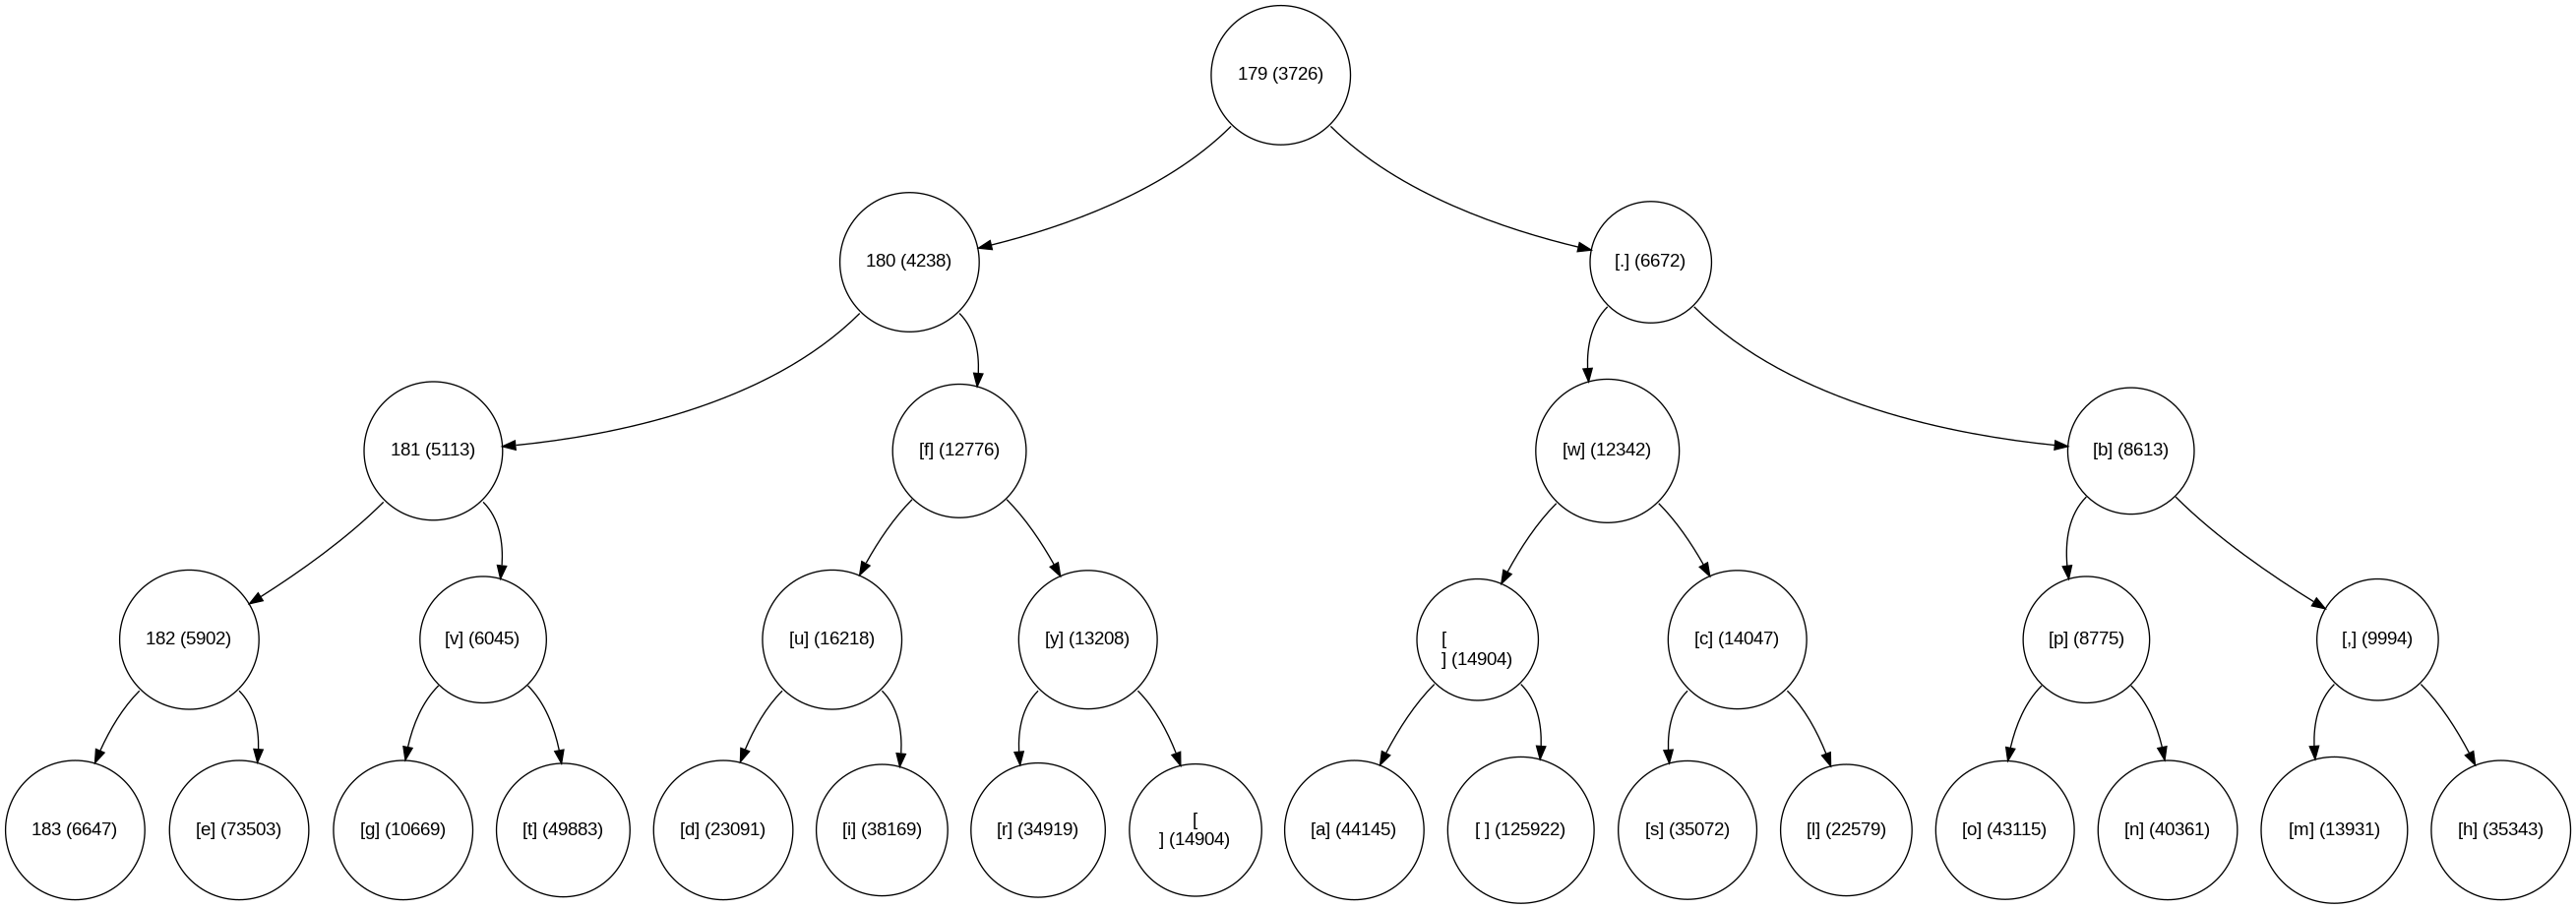 179 (3726)
180 (4238)
[.] (6672)
181 (5113)
[f] (12776)
[w] (12342)
[b] (8613)
182 (5902)
[v] (6045)
[u] (16218)
[y] (13208)
[
] (14904)
[c] (14047)
[p] (8775)
[,] (9994)
183 (6647)
[e] (73503)
[g] (10669)
[t] (49883)
[d] (23091)
[i] (38169)
[r] (34919)
[
] (14904)
[a] (44145)
[ ] (125922)
[s] (35072)
[l] (22579)
[o] (43115)
[n] (40361)
[m] (13931)
[h] (35343)